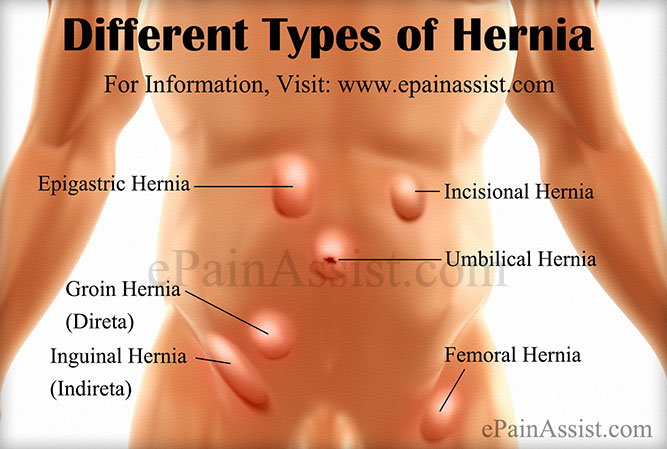 Different Types of Hernia
For Information, Visit: www.epainassist.com
Epigastric Hernia
Incisional Hernia
Umbilical Hernia
ePainAssist.com
Groin Hernia
(Direta)
Inguinal Hernia
(Indireta)
Femoral Hernia
ePainAssist.com